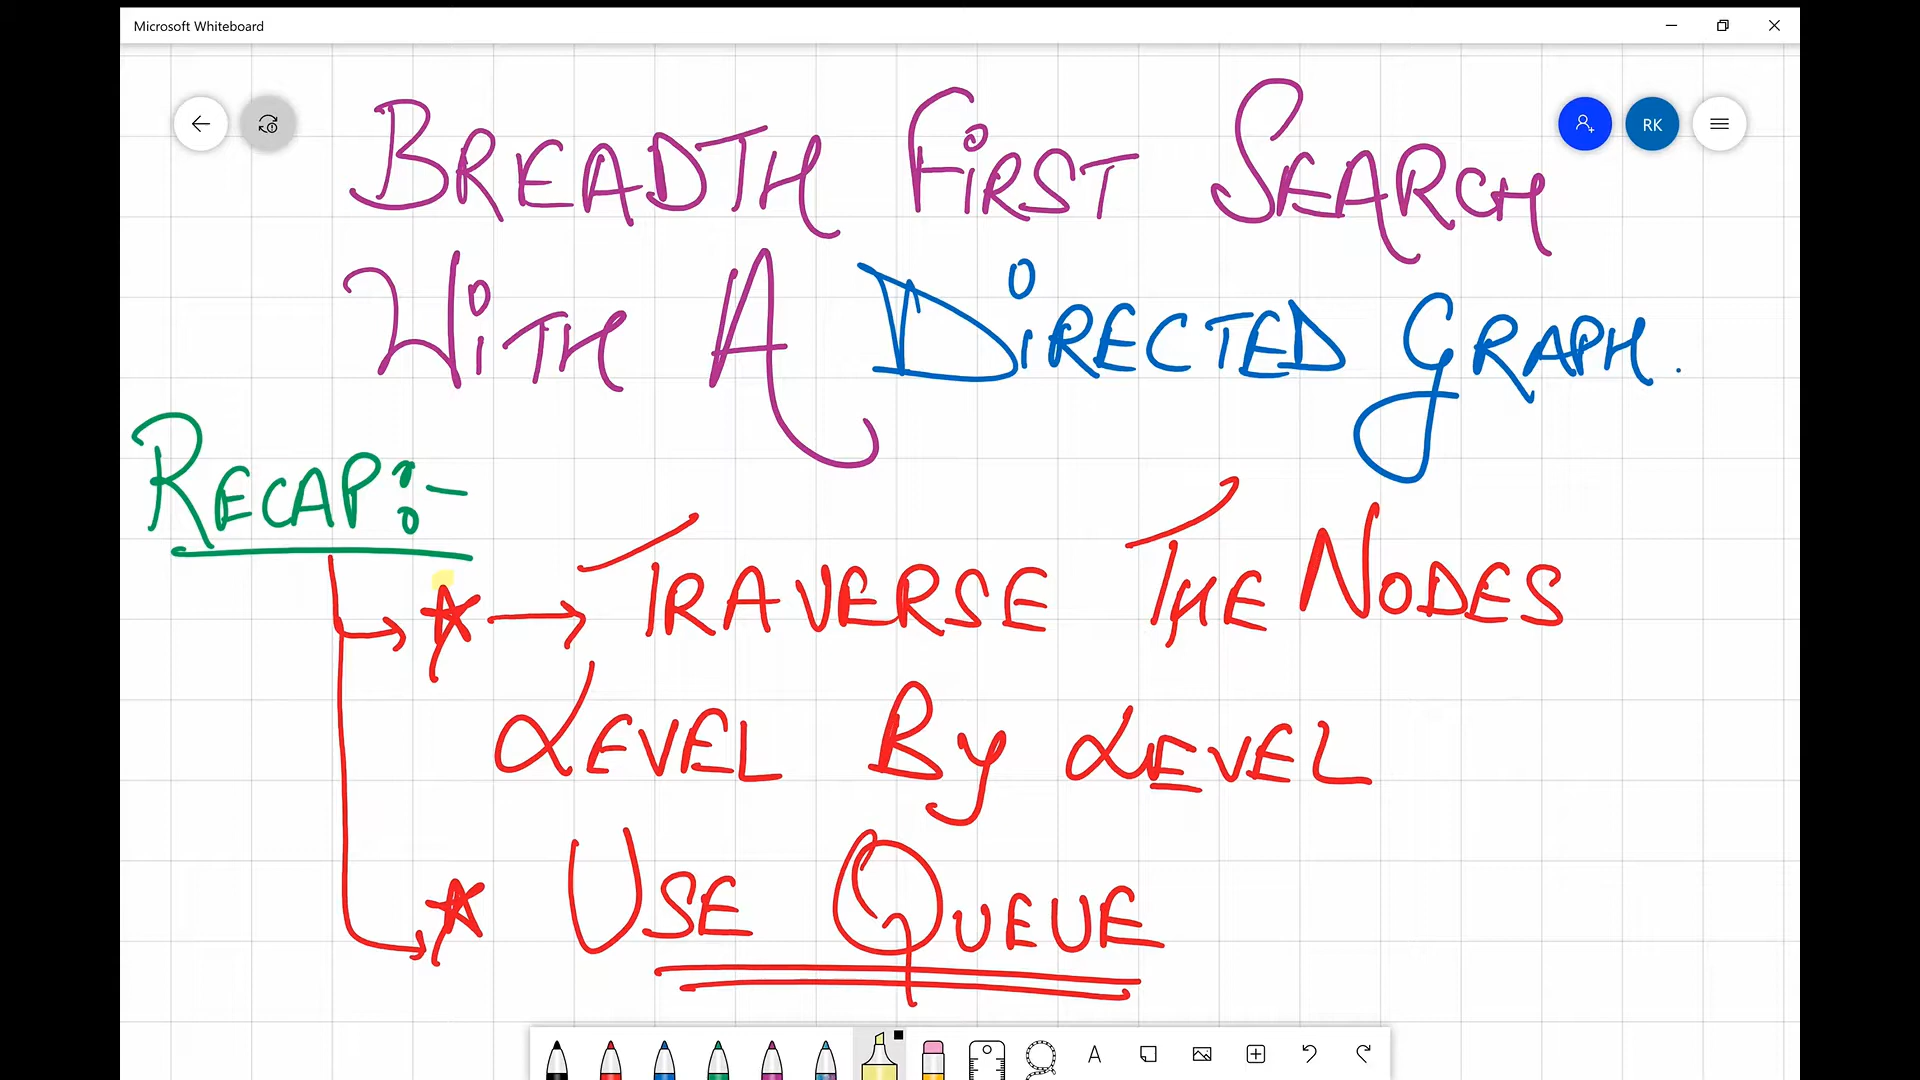 Microsoft Whiteboard
RK
BREADTH FiRST SEARCH
WiTH A DiRECTED GRAPH.
RECAP:-
TRAVERSE THE NODES
LEVEL By LEVEL
USE QUEUE
A